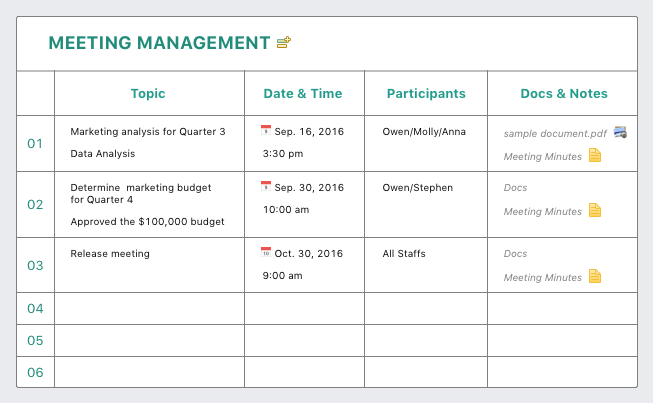 MEETING MANAGEMENT
Topic Date & Time Participants Docs & Notes
01
Marketing analysis for Quarter 3
Data Analysis
Sep. 16, 2016
3:30 pm
Owen/Molly/Anna
sample document.pdf
Meeting Minutes
02
Determine marketing budget
for Quarter 4
Approved the $100,000 budget
Sep. 30, 2016
10:00 am
Owen/Stephen
Docs
Meeting Minutes
03
Release meeting
Oct. 30, 2016
9:00 am
All Staffs
Docs
Meeting Minutes
04
05
06